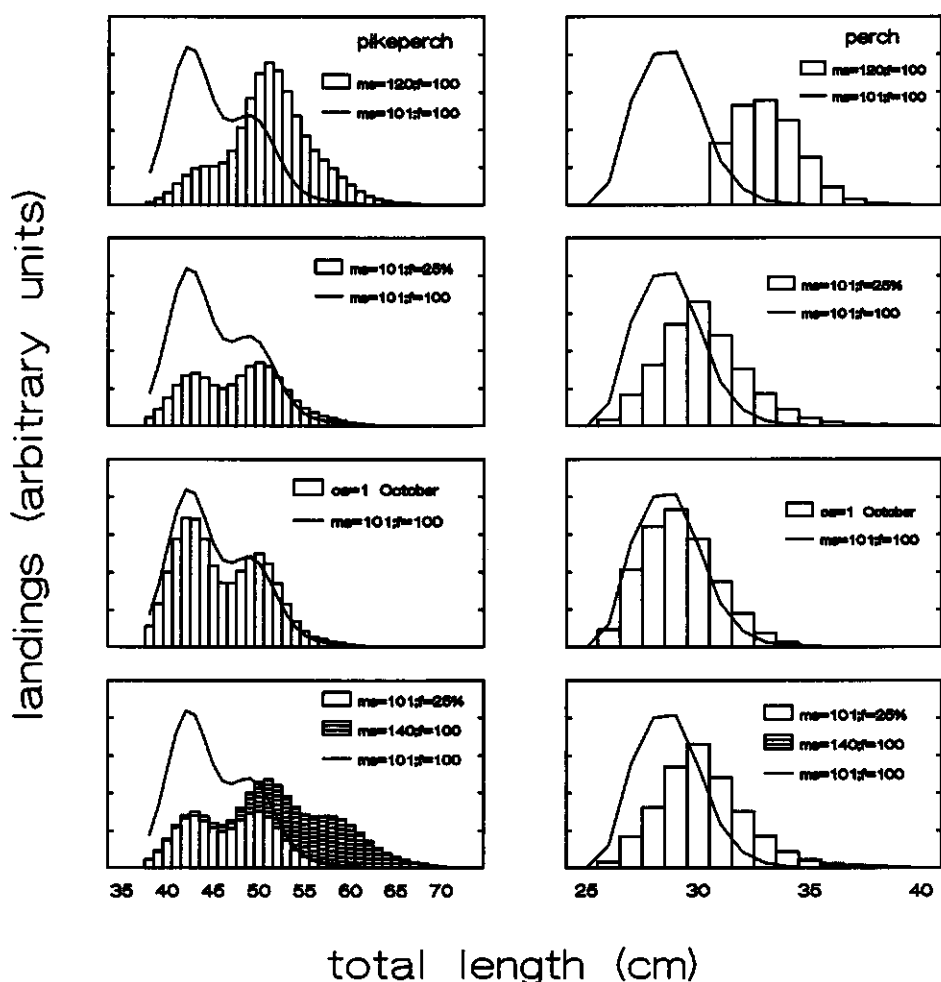 landings (arbitrary units)
pikeperch
ms=120;f=100
ms=101;f=100
perch
ms=120;f=100
ms=101;f=100
ms=101;f=25%
ms=101;f=100
ms=101;f=25%
ms=101;f=100
cs=1 October
ms=101;f=100
cs=1 October
ms=101;f=100
ms=101;f=25%
ms=140;f=100
ms=101;f=100
ms=101;f=25%
ms=140;f=100
ms=101;f=100
35 40 45 50 55 60 65 70
25 30 35 40
total length (cm)